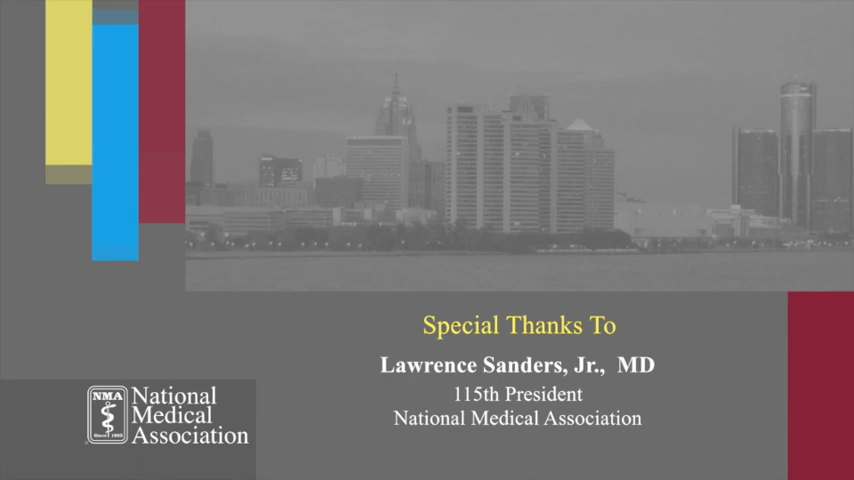 Special Thanks To
Lawrence Sanders, Jr., MD
115th President
National Medical Association
NMA
Since 1895
National
Medical
Association